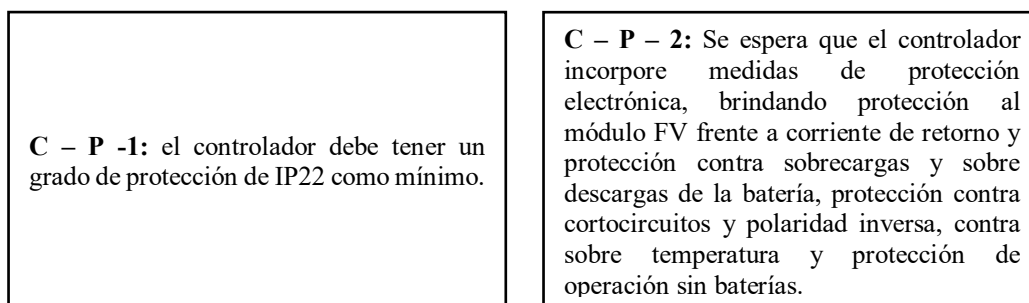 C – P -1: el controlador debe tener un
grado de protección de IP22 como mínimo.
C – P – 2: Se espera que el controlador
incorpore medidas de protección
electrónica, brindando protección al
módulo FV frente a corriente de retorno y
protección contra sobrecargas y sobre
descargas de la batería, protección contra
cortocircuitos y polaridad inversa, contra
sobre temperatura y protección de
operación sin baterías.